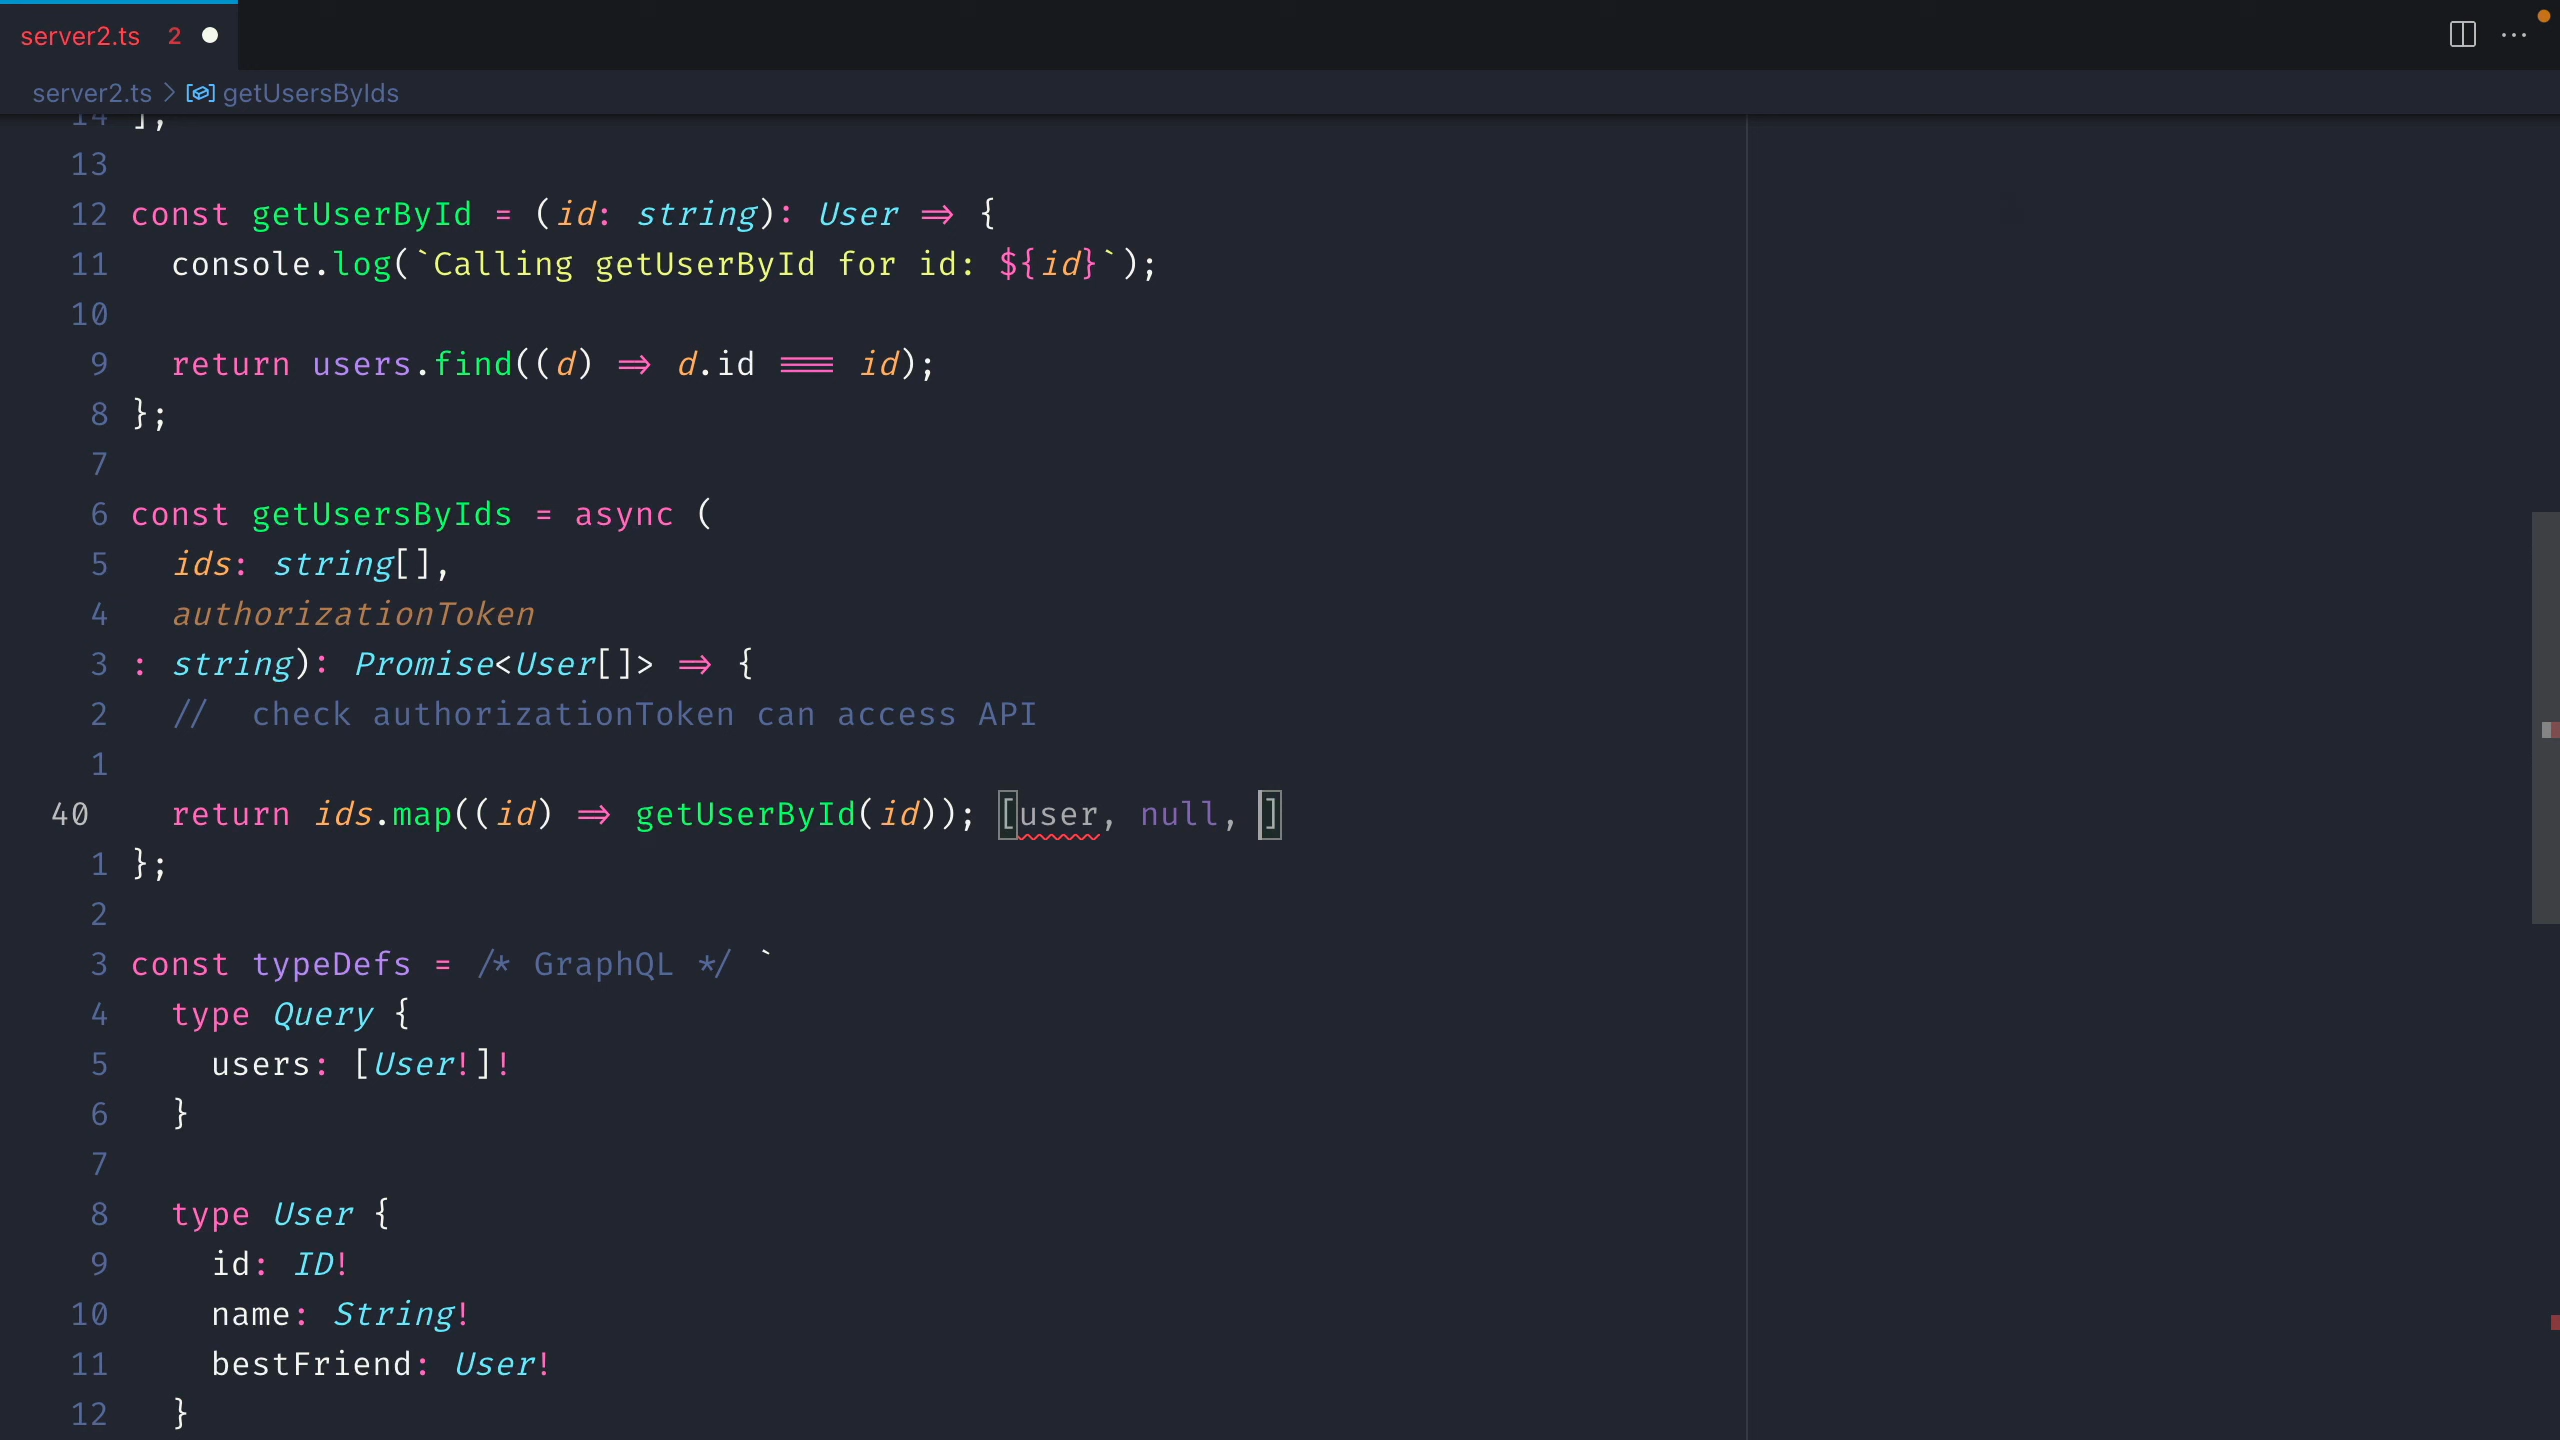 server2.ts 2
server2.ts > getUsersByIds
14 ];
13
12 const getUserById = (id: string): User => {
11   console.log(`Calling getUserById for id: ${id}`);
10
9   return users.find((d) => d.id === id);
8 };
7
6 const getUsersByIds = async (
5   ids: string[],
4   authorizationToken
3 : string): Promise<User[]> => {
2   //  check authorizationToken can access API
1
40   return ids.map((id) => getUserById(id)); [user, null, ]
1 };
2
3 const typeDefs = /* GraphQL */ `
4   type Query {
5     users: [User!]!
6   }
7
8   type User {
9     id: ID!
10     name: String!
11     bestFriend: User!
12   }